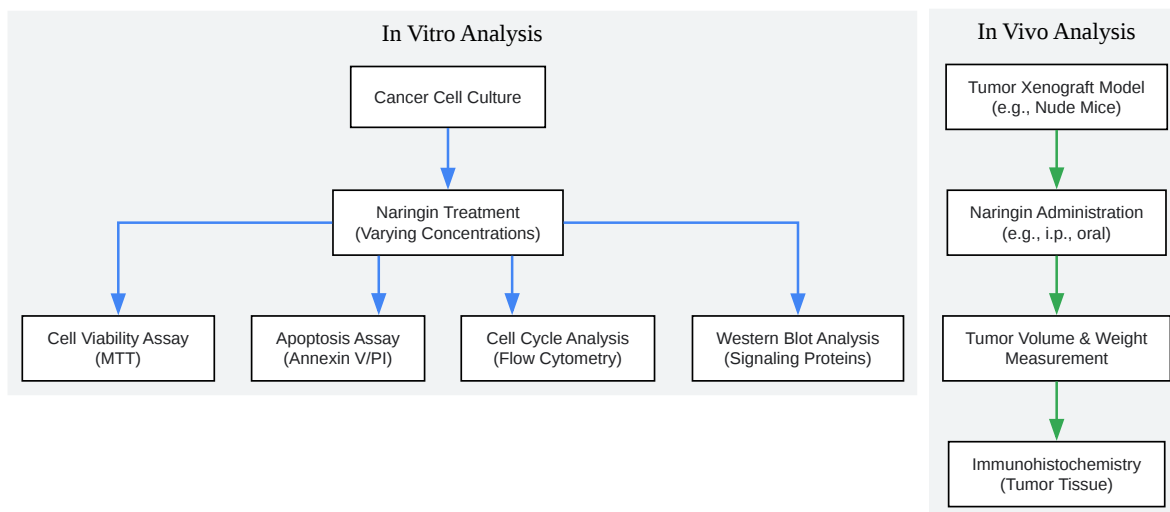 In Vitro Analysis
Cancer Cell Culture
Naringin Treatment
(Varying Concentrations)
Cell Viability Assay
(MTT)
Apoptosis Assay
(Annexin V/PI)
Cell Cycle Analysis
(Flow Cytometry)
Western Blot Analysis
(Signaling Proteins)
In Vivo Analysis
Tumor Xenograft Model
(e.g., Nude Mice)
Naringin Administration
(e.g., i.p., oral)
Tumor Volume & Weight
Measurement
Immunohistochemistry
(Tumor Tissue)